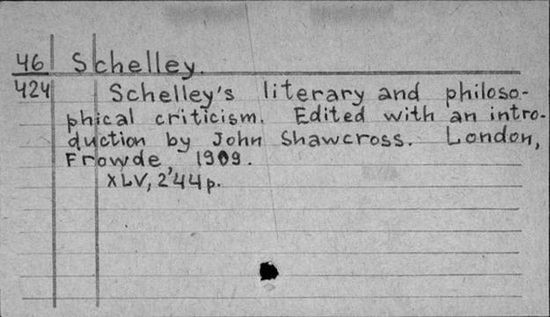 46 Schelley.
424 Schelley's literary and philoso-
phical criticism. Edited with an intro-
duction by John Shawcross. London,
Frowde, 1909.
XLV, 244 p.